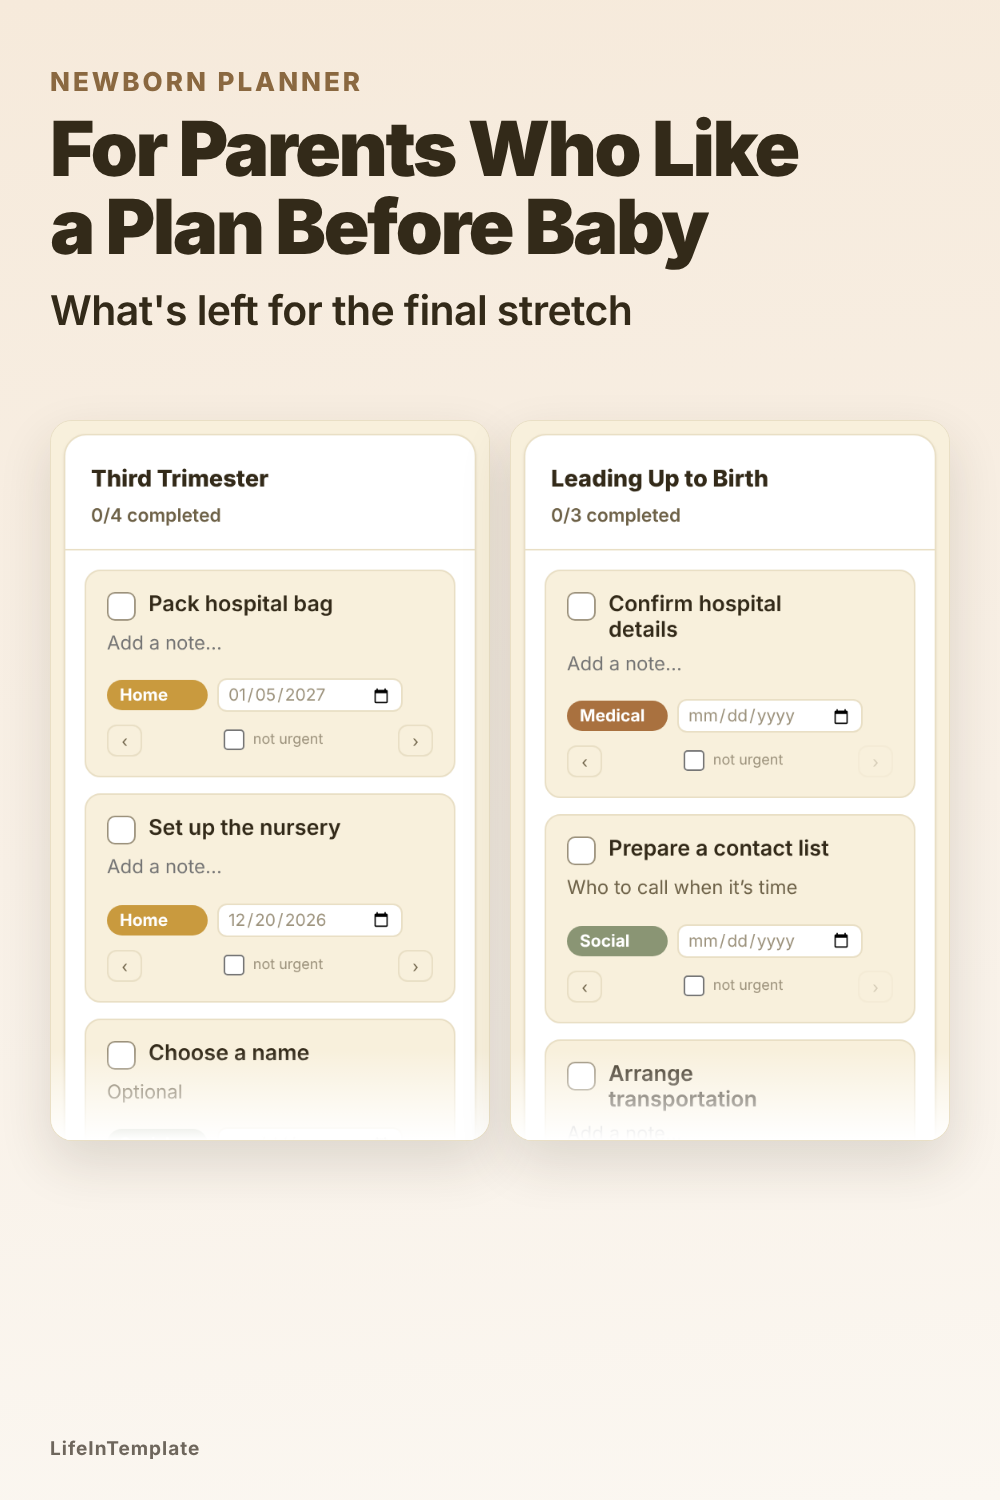 NEWBORN PLANNER
For Parents Who Like
a Plan Before Baby
What's left for the final stretch
Third Trimester
0/4 completed
Pack hospital bag
Add a note...
Home
01/05/2027
‹
not urgent
›
Set up the nursery
Add a note...
Home
12/20/2026
‹
not urgent
›
Choose a name
Optional
Leading Up to Birth
0/3 completed
Confirm hospital
details
Add a note...
Medical
mm/dd/yyyy
‹
not urgent
›
Prepare a contact list
Who to call when it’s time
Social
mm/dd/yyyy
‹
not urgent
›
Arrange
transportation
Add a note
LifeInTemplate